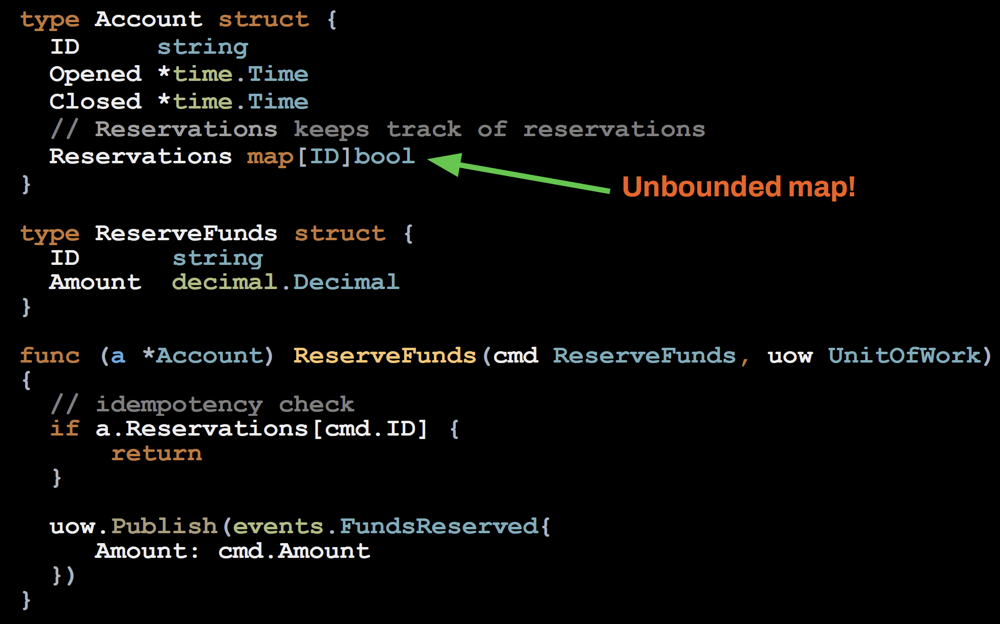 type Account struct {
ID string
Opened *time.Time
Closed *time.Time
// Reservations keeps track of reservations
Reservations map[ID]bool
}
Unbounded map!
type ReserveFunds struct {
ID string
Amount decimal.Decimal
}
func (a *Account) ReserveFunds(cmd ReserveFunds, uow UnitOfWork)
{
// idempotency check
if a.Reservations[cmd.ID] {
return
}
uow.Publish(events.FundsReserved{
Amount: cmd.Amount
})
}